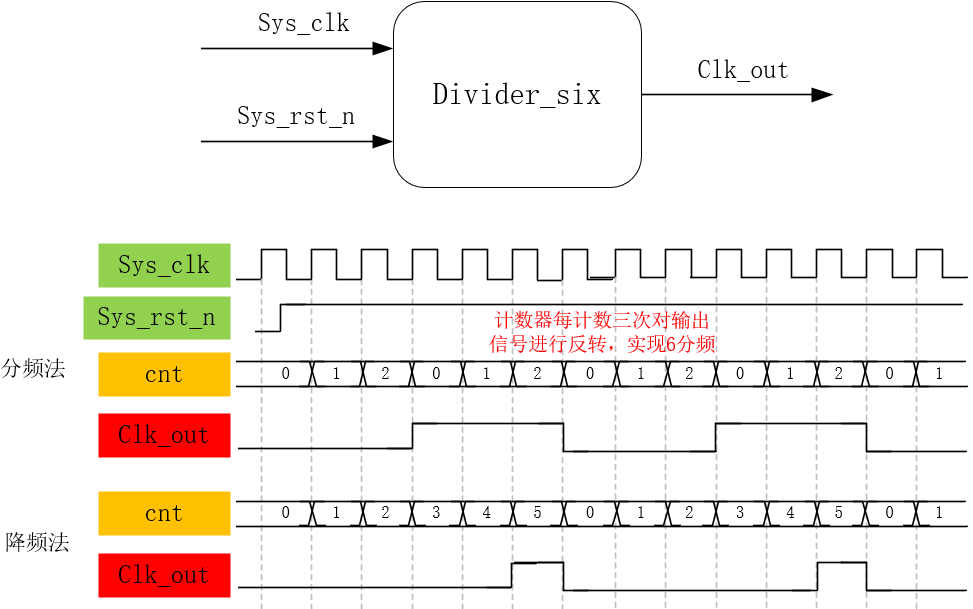 Sys_clk
Sys_rst_n
Divider_six
Clk_out
Sys_clk
Sys_rst_n
计数器每计数三次对输出
信号进行反转，实现6分频
分频法
cnt
0 1 2 0 1 2 0 1 2 0 1 2 0 1
Clk_out
降频法
cnt
0 1 2 3 4 5 0 1 2 3 4 5 0 1
Clk_out